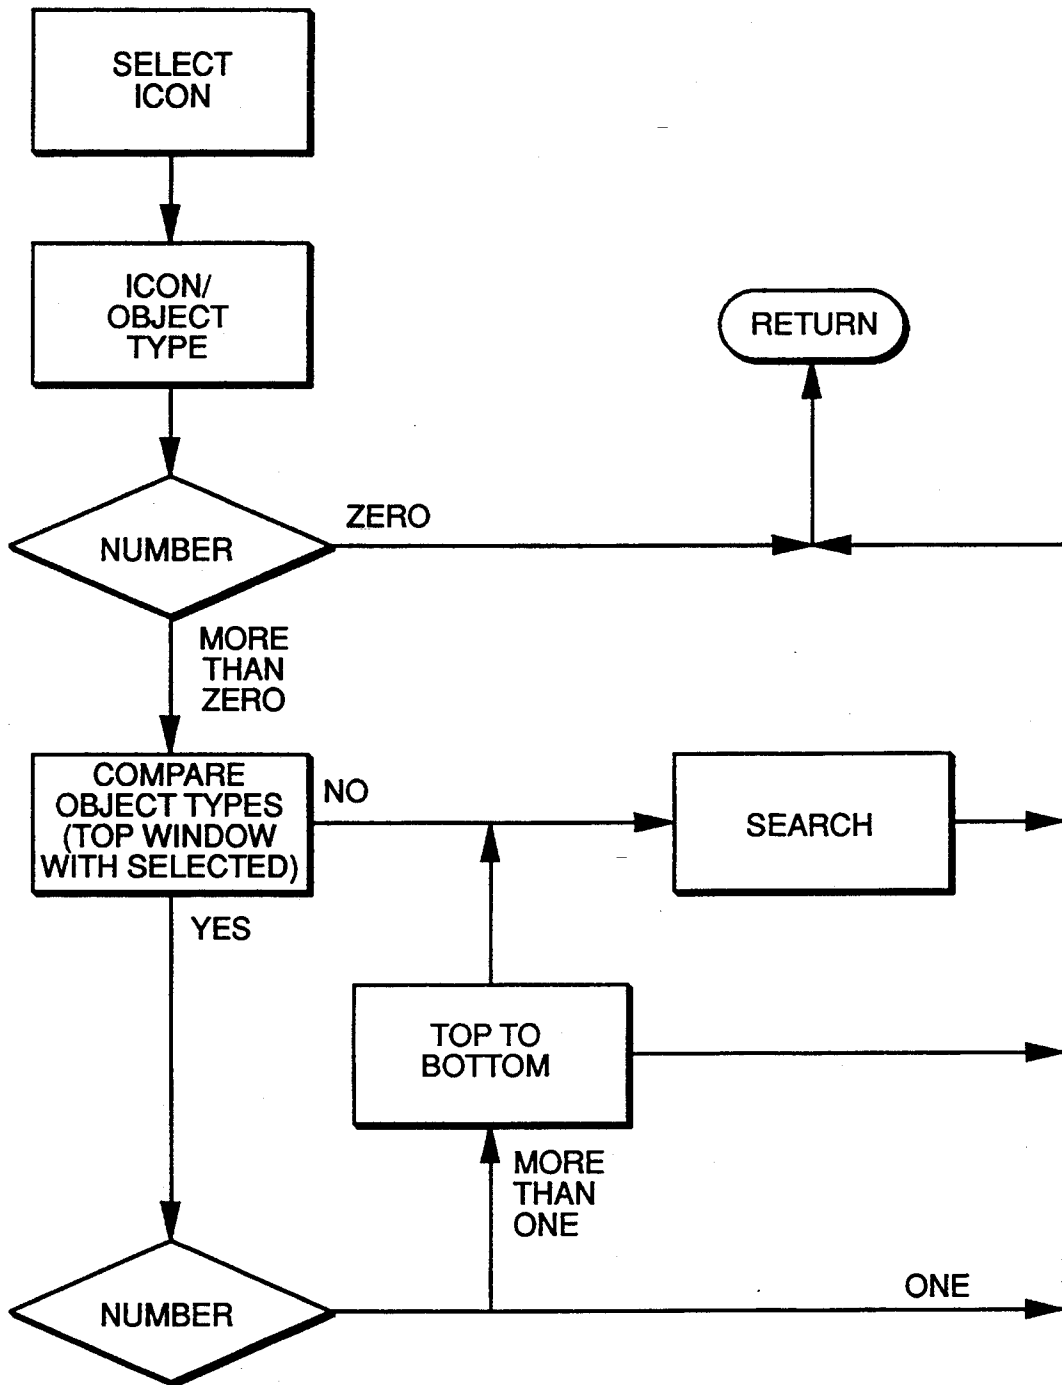 SELECT
ICON
ICON/
OBJECT
TYPE
RETURN
ZERO
NUMBER
MORE
THAN
ZERO
COMPARE
OBJECT TYPES
(TOP WINDOW
WITH SELECTED)
NO
SEARCH
YES
TOP TO
BOTTOM
MORE
THAN
ONE
ONE
NUMBER